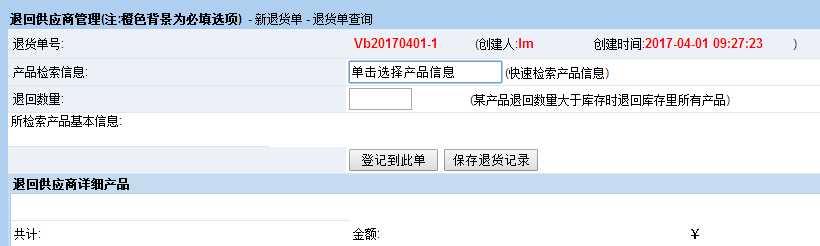 退回供应商管理(注:橙色背景为必填选项) - 新退货单 - 退货单查询
退货单号: Vb20170401-1 (创建人:lm 创建时间:2017-04-01 09:27:23 )
产品检索信息: 单击选择产品信息 (快速检索产品信息)
退回数量: (某产品退回数量大于库存时退回库存里所有产品)
所检索产品基本信息:
登记到此单 保存退货记录
退回供应商详细产品
共计: 金额: ￥